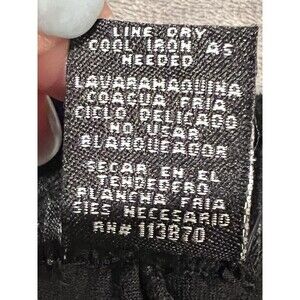 LINE DRY
COOL IRON AS
NEEDED
LAVARAMAQUINA
COACUA FRIA
CICLO DELICADO
NO USAR
BLANQUEADOR
SECAR EN EL
TENDEDERO
PLANCHA FRIA
SIES NECESARIO
RN# 113870